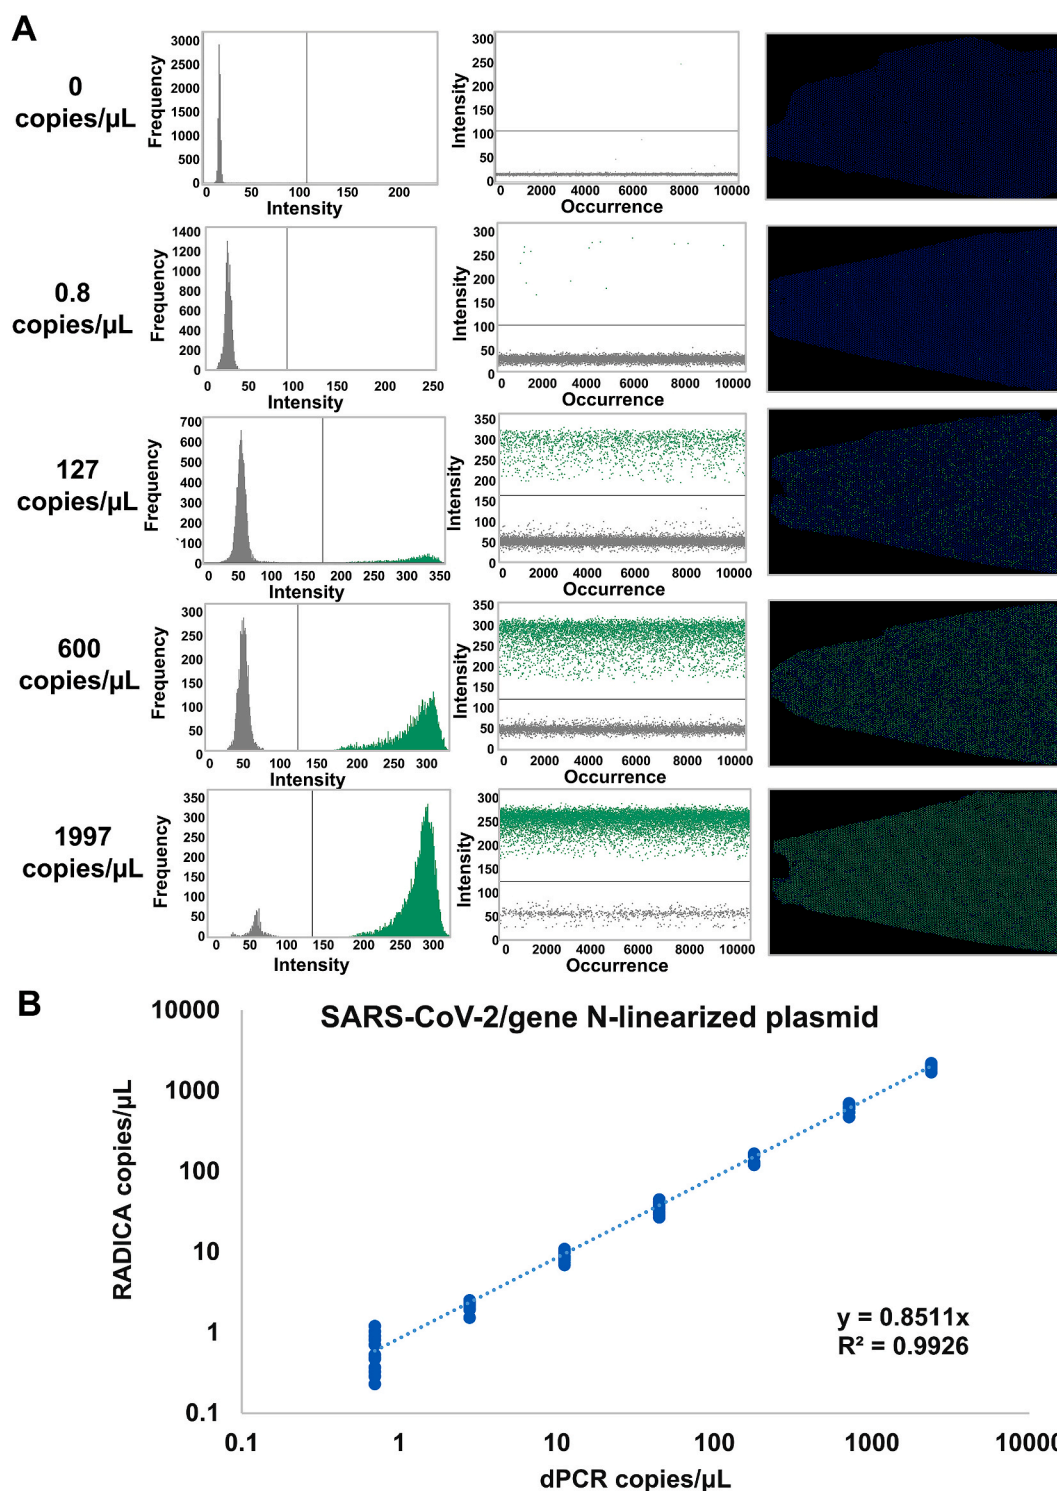 A
0
copies/µL
Frequency
3000
2500
2000
1500
1000
500
0
0 50 100 150 200
Intensity
Intensity
300
250
200
150
100
50
0
0 2000 4000 6000 8000 10000
Occurrence
0.8
copies/µL
Frequency
1400
1200
1000
800
600
400
200
0
0 50 100 150 200 250
Intensity
Intensity
300
250
200
150
100
50
0
0 2000 4000 6000 8000 10000
Occurrence
127
copies/µL
Frequency
700
600
500
400
300
200
100
0
0 50 100 150 200 250 300 350
Intensity
Intensity
350
300
250
200
150
100
50
0
0 2000 4000 6000 8000 10000
Occurrence
600
copies/µL
Frequency
300
250
200
150
100
50
0
0 50 100 150 200 250 300
Intensity
Intensity
350
300
250
200
150
100
50
0
0 2000 4000 6000 8000 10000
Occurrence
1997
copies/µL
Frequency
350
300
250
200
150
100
50
0
0 50 100 150 200 250 300
Intensity
Intensity
300
250
200
150
100
50
0
0 2000 4000 6000 8000 10000
Occurrence
B
SARS-CoV-2/gene N-linearized plasmid
RADICA copies/µL
10000
1000
100
10
1
0.1
y = 0.8511x
R² = 0.9926
0.1 1 10 100 1000 10000
dPCR copies/µL